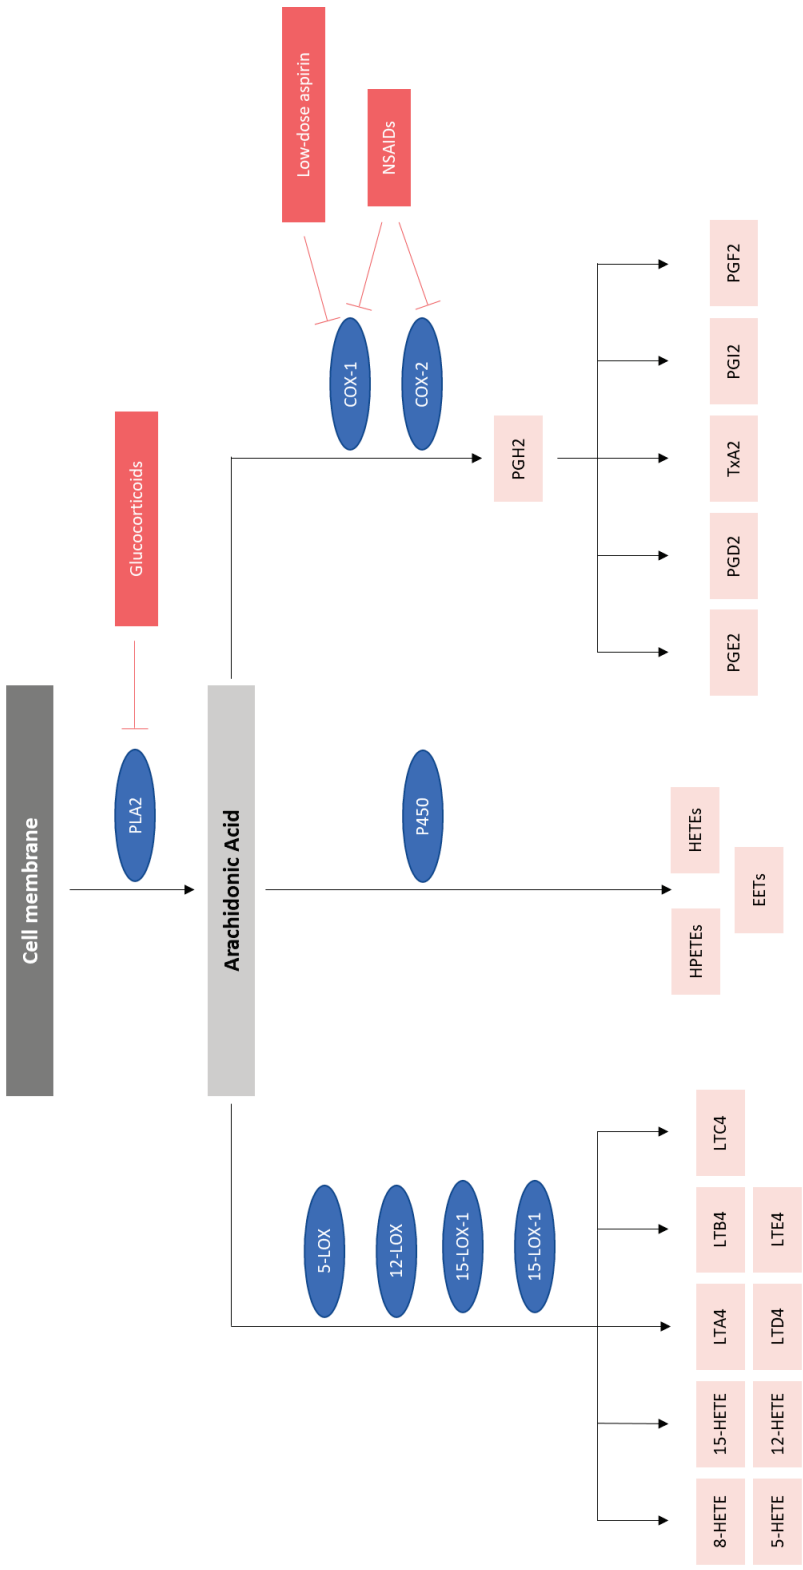 Cell membrane
PLA2
Glucocorticoids
Arachidonic Acid
5-LOX
12-LOX
15-LOX-1
15-LOX-1
P450
COX-1
COX-2
Low-dose aspirin
NSAIDs
PGH2
8-HETE
15-HETE
LTA4
LTB4
LTC4
5-HETE
12-HETE
LTD4
LTE4
HPETEs
HETEs
EETs
PGE2
PGD2
TxA2
PGI2
PGF2